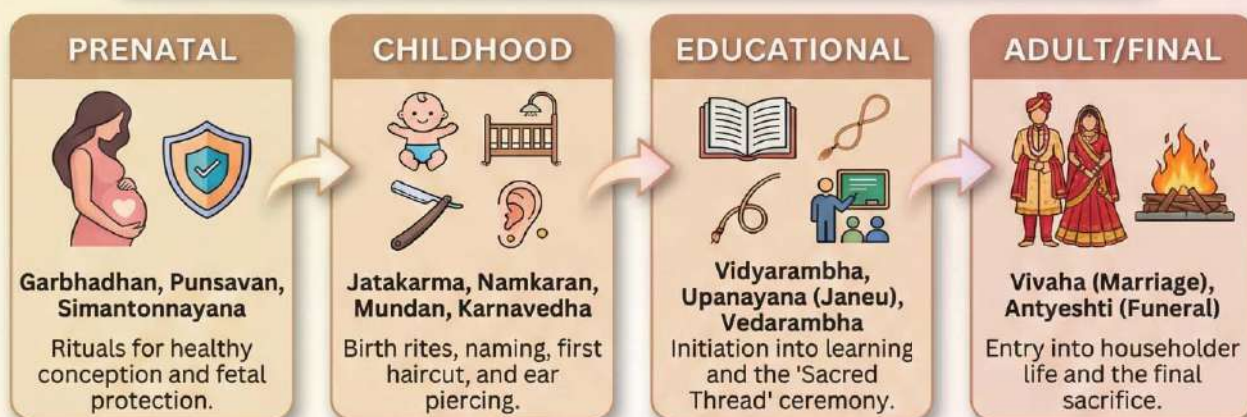 PRENATAL
Garbhadhan, Punsavan,
Simantonnayana
Rituals for healthy
conception and fetal
protection.
CHILDHOOD
Jatakarma, Namkaran,
Mundan, Karnavedha
Birth rites, naming, first
haircut, and ear
piercing.
EDUCATIONAL
Vidyarambha,
Upanayana (Janeu),
Vedarambha
Initiation into learning
and the 'Sacred
Thread' ceremony.
ADULT/FINAL
Vivaha (Marriage),
Antyeshti (Funeral)
Entry into householder
life and the final
sacrifice.